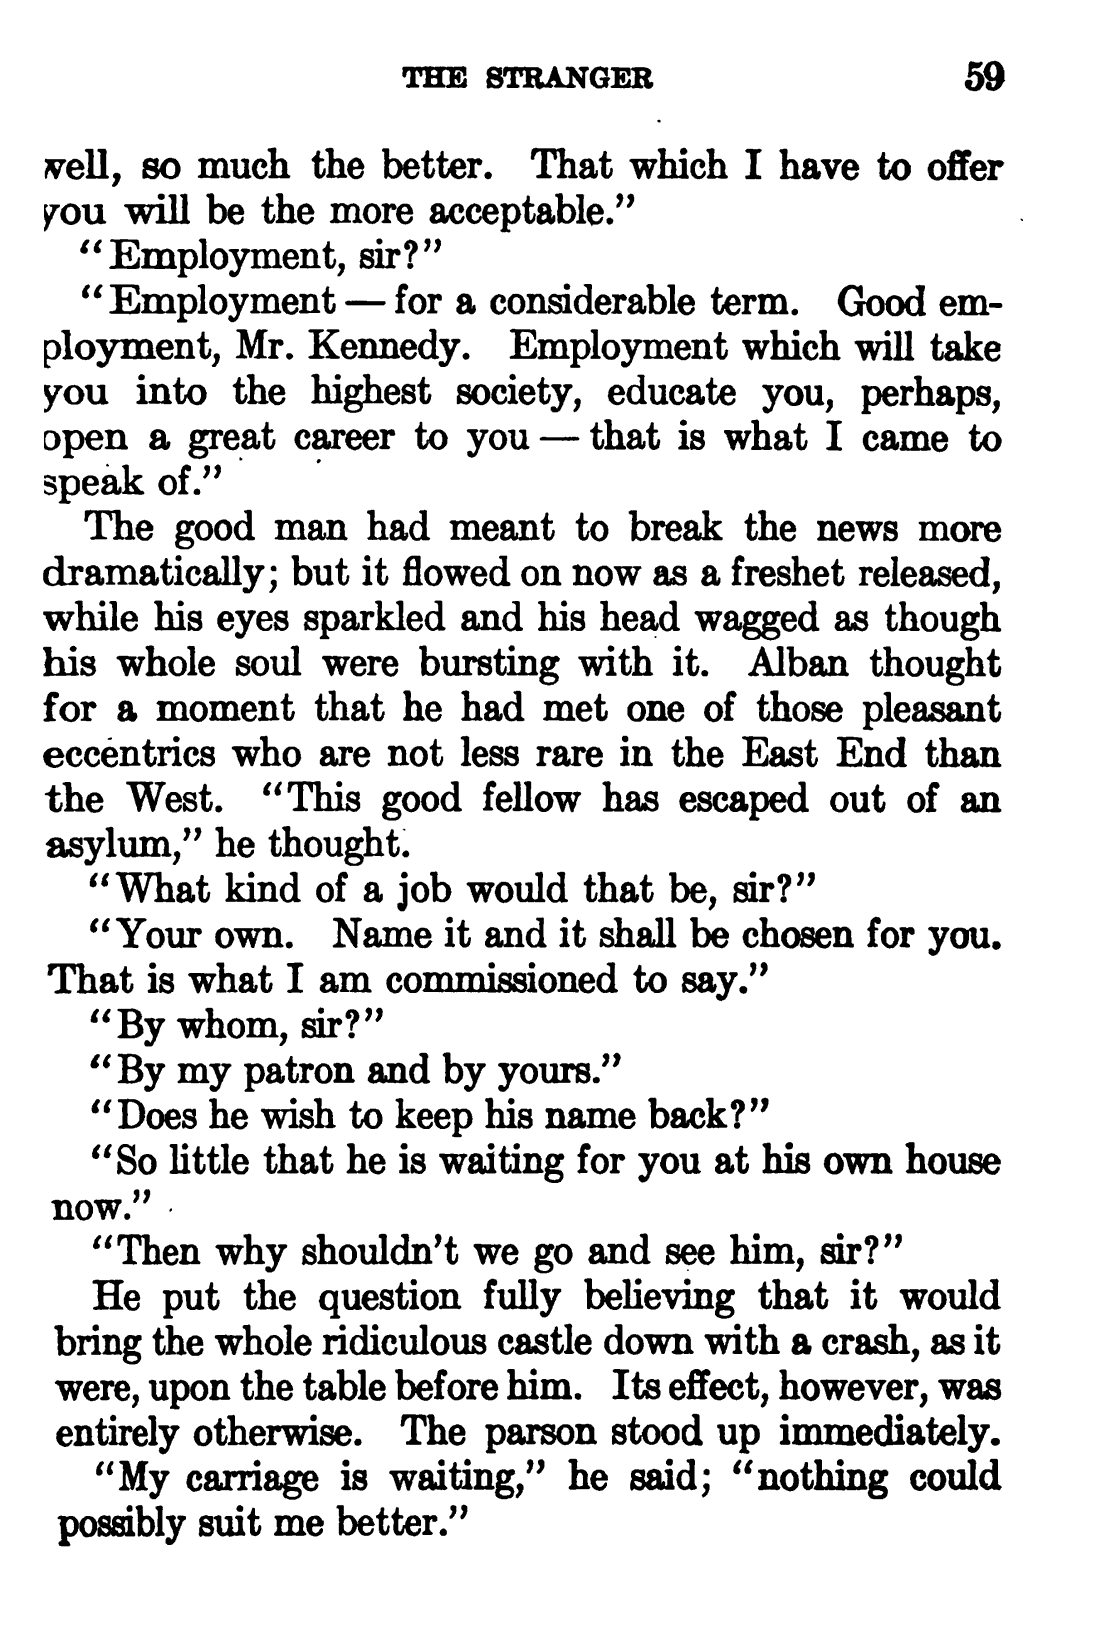 THE STRANGER 59
well, so much the better. That which I have to offer
you will be the more acceptable.”
“Employment, sir?”
“Employment — for a considerable term. Good em-
ployment, Mr. Kennedy. Employment which will take
you into the highest society, educate you, perhaps,
open a great career to you — that is what I came to
speak of.”
The good man had meant to break the news more
dramatically; but it flowed on now as a freshet released,
while his eyes sparkled and his head wagged as though
his whole soul were bursting with it. Alban thought
for a moment that he had met one of those pleasant
eccentrics who are not less rare in the East End than
the West. “This good fellow has escaped out of an
asylum,” he thought.
“What kind of a job would that be, sir?”
“Your own. Name it and it shall be chosen for you.
That is what I am commissioned to say.”
“By whom, sir?”
“By my patron and by yours.”
“Does he wish to keep his name back?”
“So little that he is waiting for you at his own house
now.”
“Then why shouldn’t we go and see him, sir?”
He put the question fully believing that it would
bring the whole ridiculous castle down with a crash, as it
were, upon the table before him. Its effect, however, was
entirely otherwise. The parson stood up immediately.
“My carriage is waiting,” he said; “nothing could
possibly suit me better.”